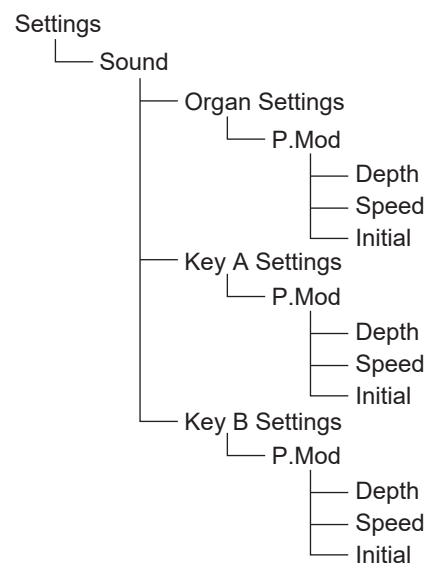 Settings
Sound
Organ Settings
P.Mod
Depth
Speed
Initial
Key A Settings
P.Mod
Depth
Speed
Initial
Key B Settings
P.Mod
Depth
Speed
Initial